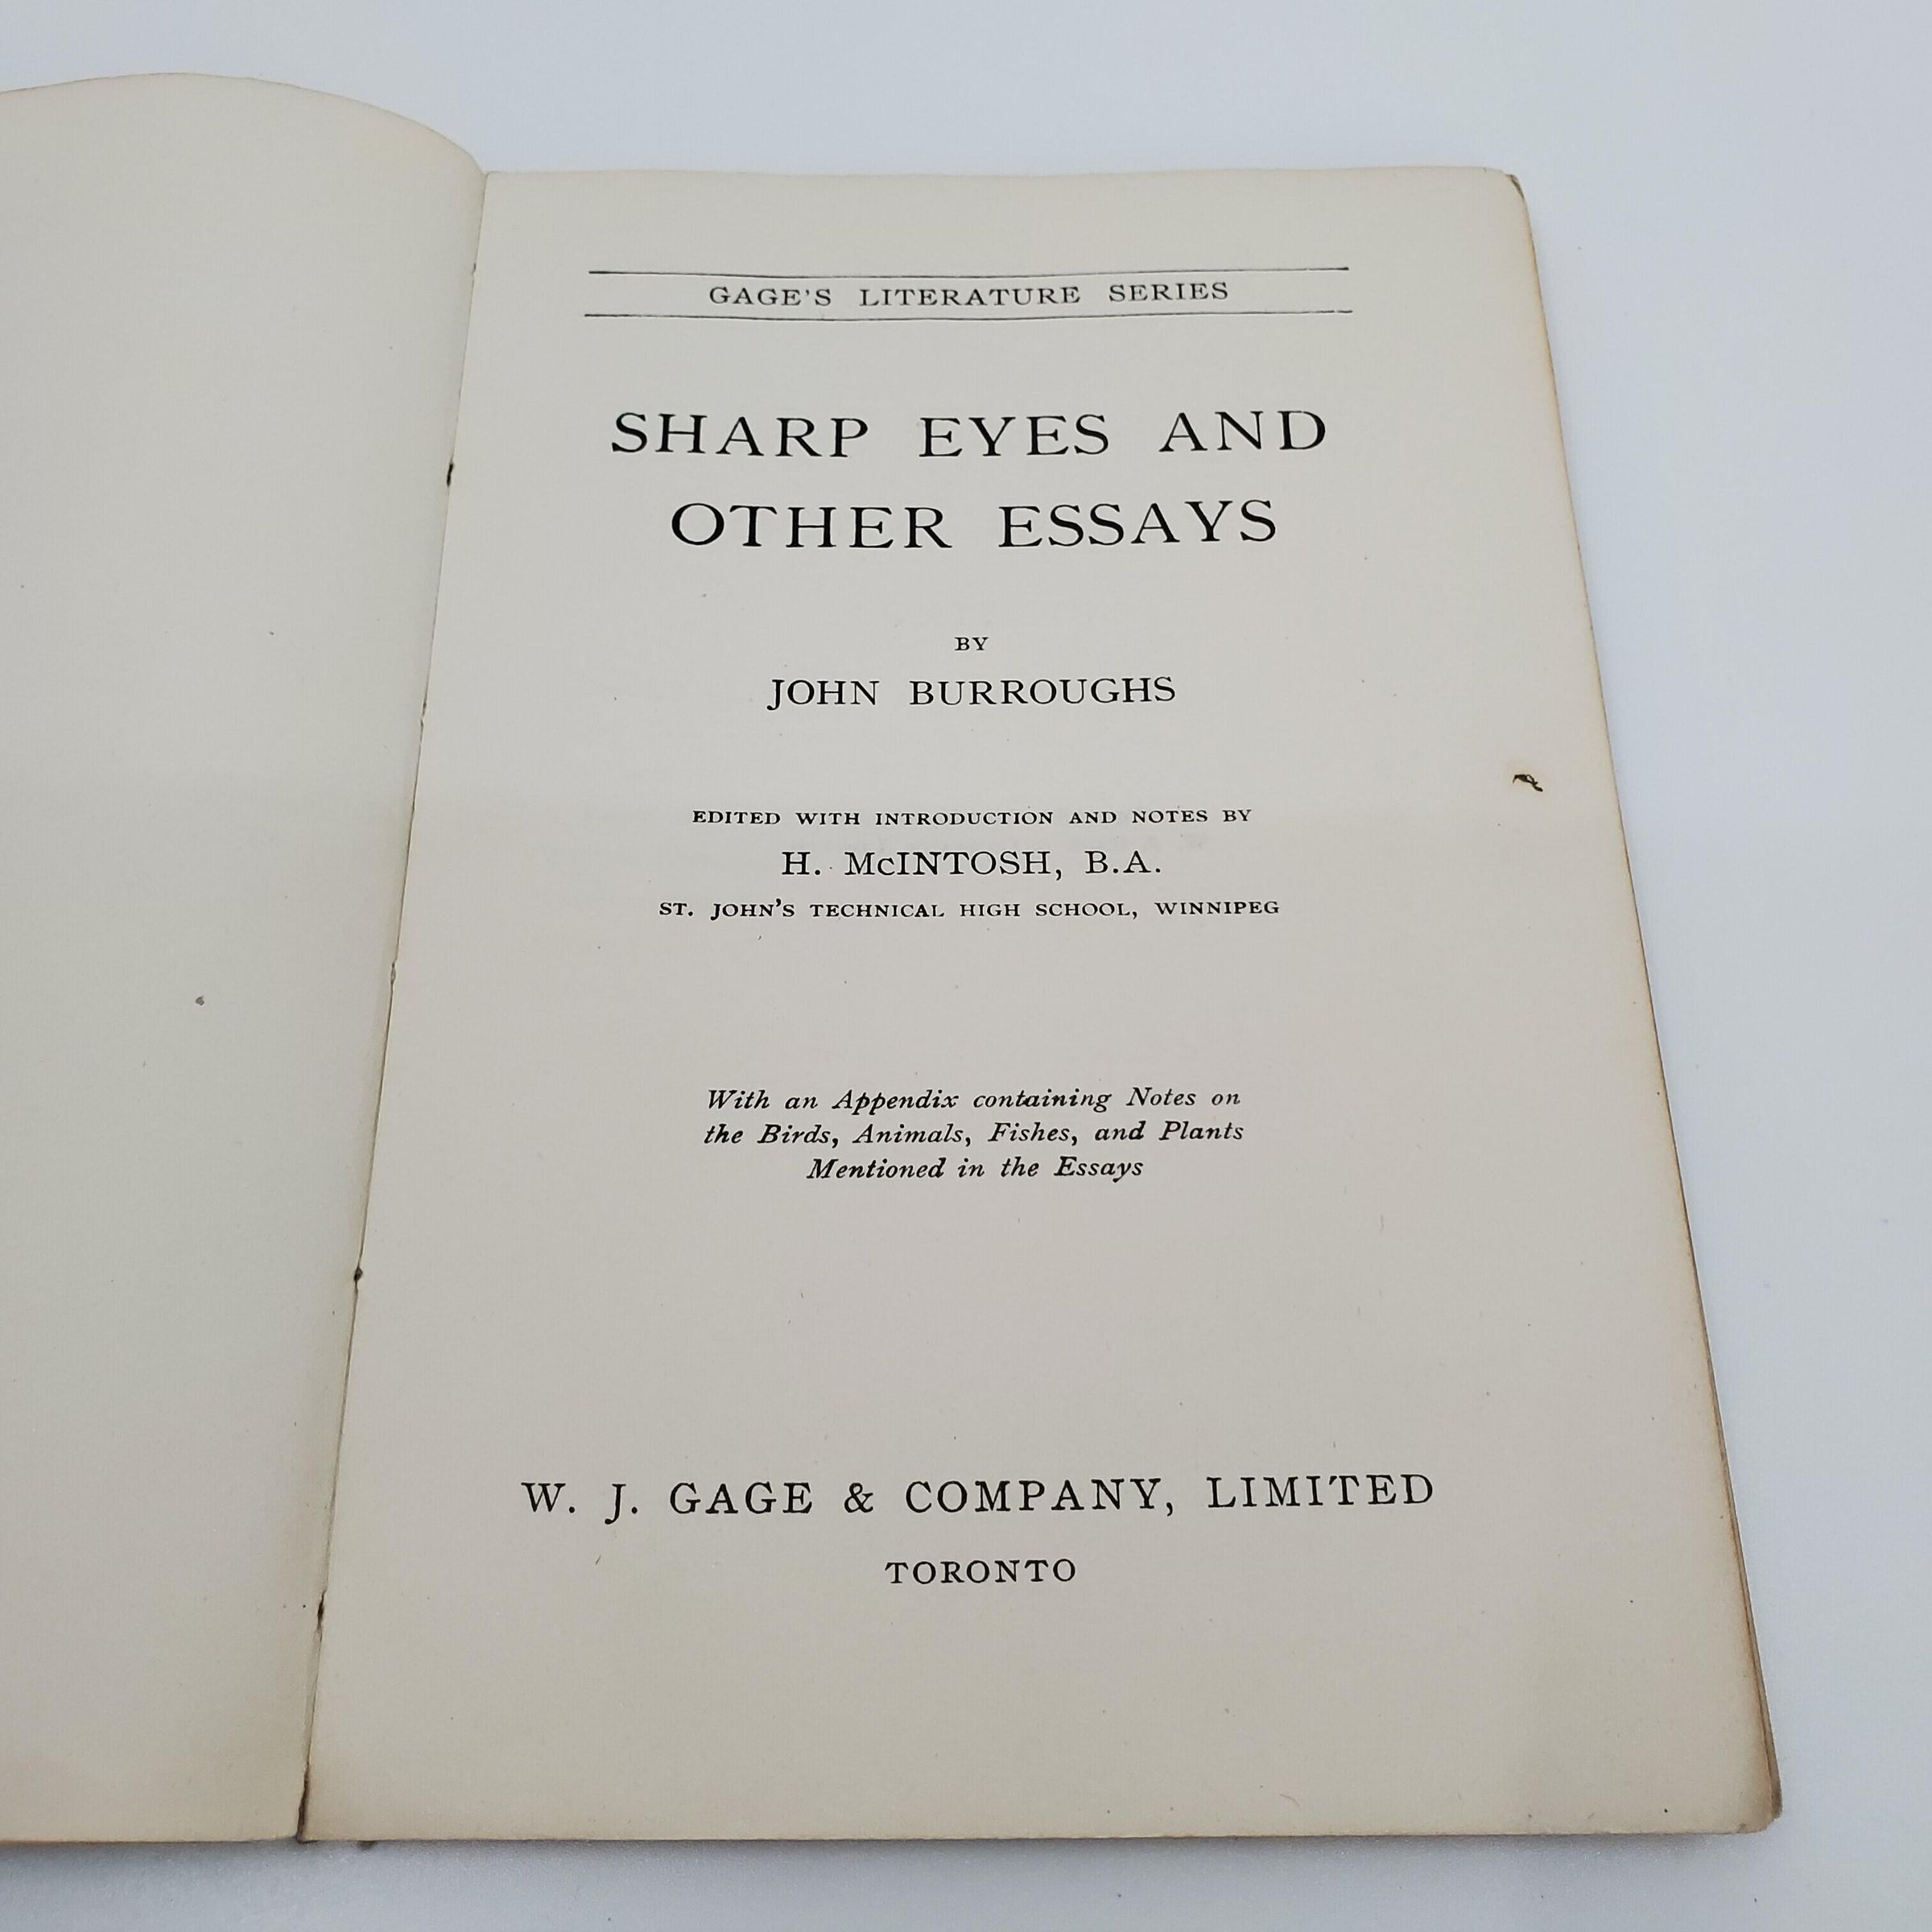 GAGE'S LITERATURE SERIES
SHARP EYES AND
OTHER ESSAYS
BY
JOHN BURROUGHS
EDITED WITH INTRODUCTION AND NOTES BY
H. McINTOSH, B.A.
ST. JOHN'S TECHNICAL HIGH SCHOOL, WINNIPEG
With an Appendix containing Notes on
the Birds, Animals, Fishes, and Plants
Mentioned in the Essays
W. J. GAGE & COMPANY, LIMITED
TORONTO